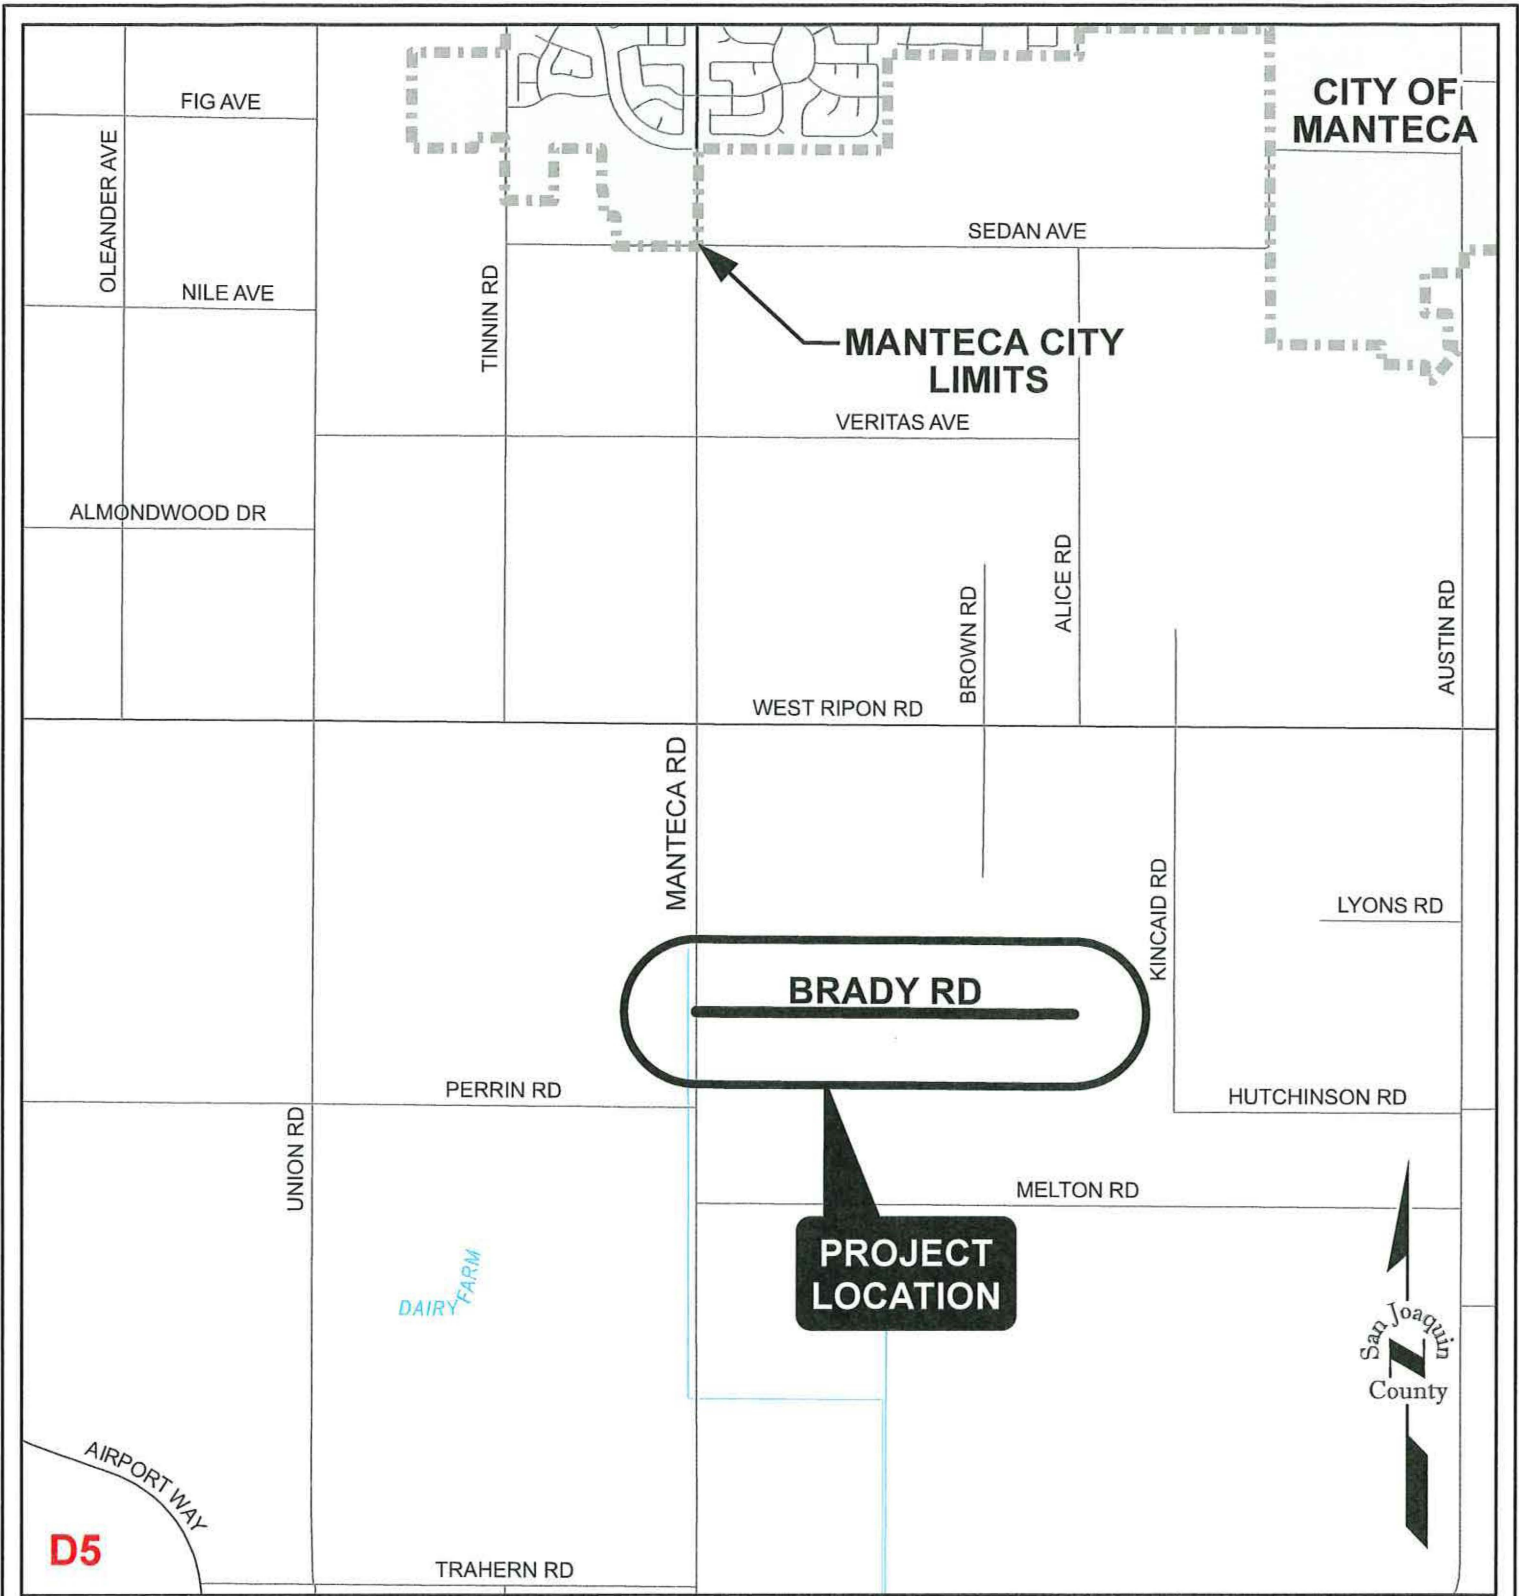 CITY OF
MANTECA
FIG AVE
OLEANDER AVE
SEDAN AVE
NILE AVE
TINNIN RD
MANTECA CITY
LIMITS
VERITAS AVE
ALMONDWOOD DR
ALICE RD
BROWN RD
AUSTIN RD
WEST RIPON RD
MANTECA RD
KINCAID RD
LYONS RD
BRADY RD
PERRIN RD
HUTCHINSON RD
UNION RD
MELTON RD
PROJECT
LOCATION
DAIRY FARM
San Joaquin
County
AIRPORT WAY
D5
TRAHERN RD